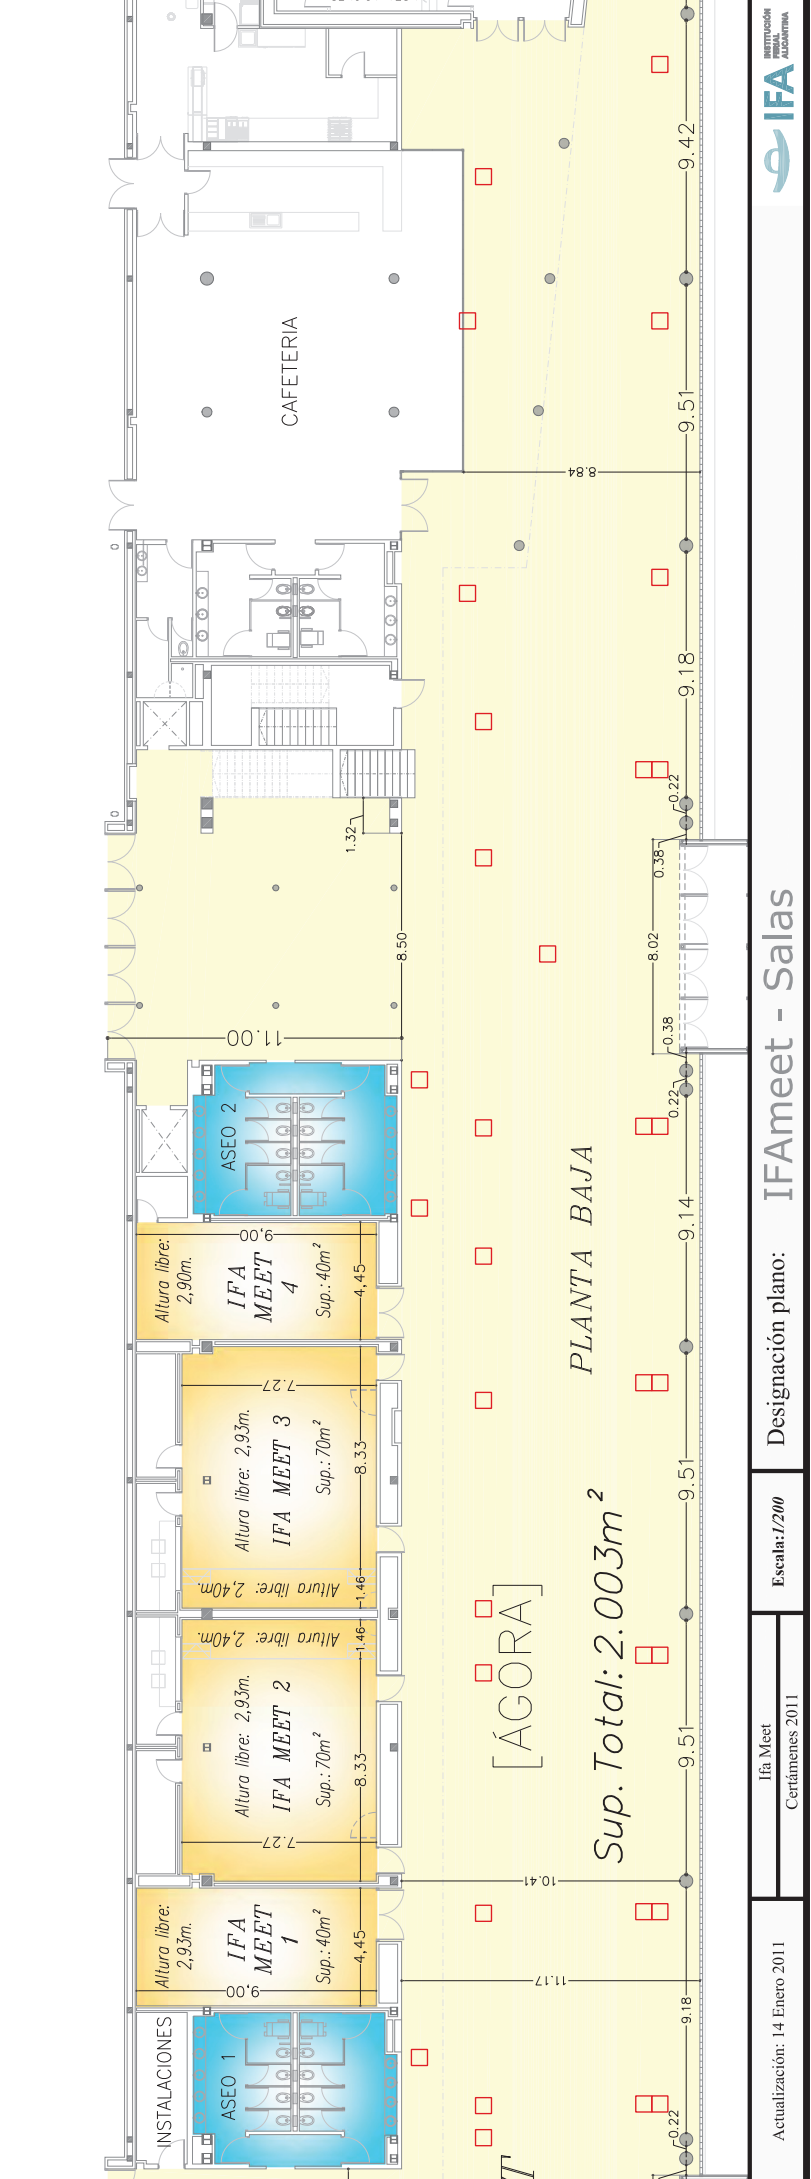 IFA
INSTITUCIÓN
FERIAL
ALICANTINA
IFAmeet - Salas
Designación plano:
Escala:1/200
Ifa Meet
Certámenes 2011
Actualización: 14 Enero 2011
CAFETERIA
9.42
9.51
8.84
9.18
0.22
0.38
8.02
0.38
0.22
1.32
8.50
11.00
ASEO 2
9,00
Altura libre:
2,90m.
IFA
MEET
4
Sup.:40m²
4,45
9.14
PLANTA BAJA
7.27
Altura libre: 2,93m.
IFA MEET 3
Sup.:70m²
8.33
Altura libre: 2,40m.
1.46
9.51
[ÁGORA]
Sup.Total:2.003m²
Altura libre: 2,40m.
1.46
Altura libre: 2,93m.
IFA MEET 2
Sup.:70m²
8.33
7.27
9.51
10.41
Altura libre:
2,93m.
IFA
MEET
1
Sup.:40m²
4,45
9,00
11.17
9.18
INSTALACIONES
ASEO 1
0.22